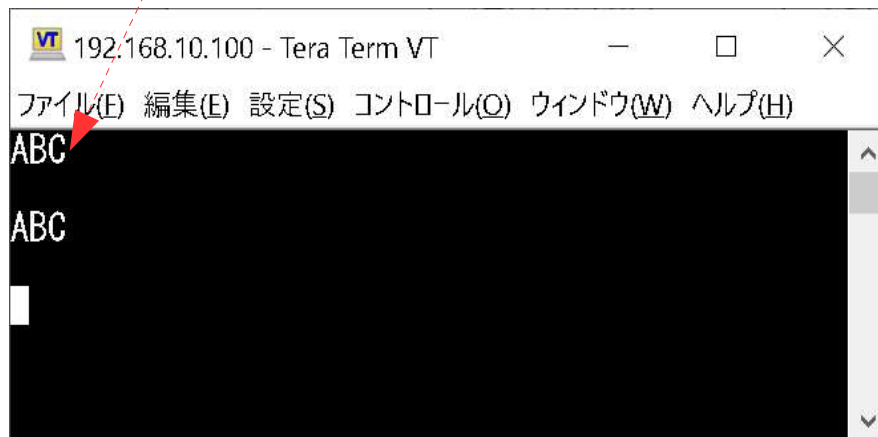 VT 192.168.10.100 - Tera Term VT
ファイル(F) 編集(E) 設定(S) コントロール(O) ウィンドウ(W) ヘルプ(H)
ABC
ABC